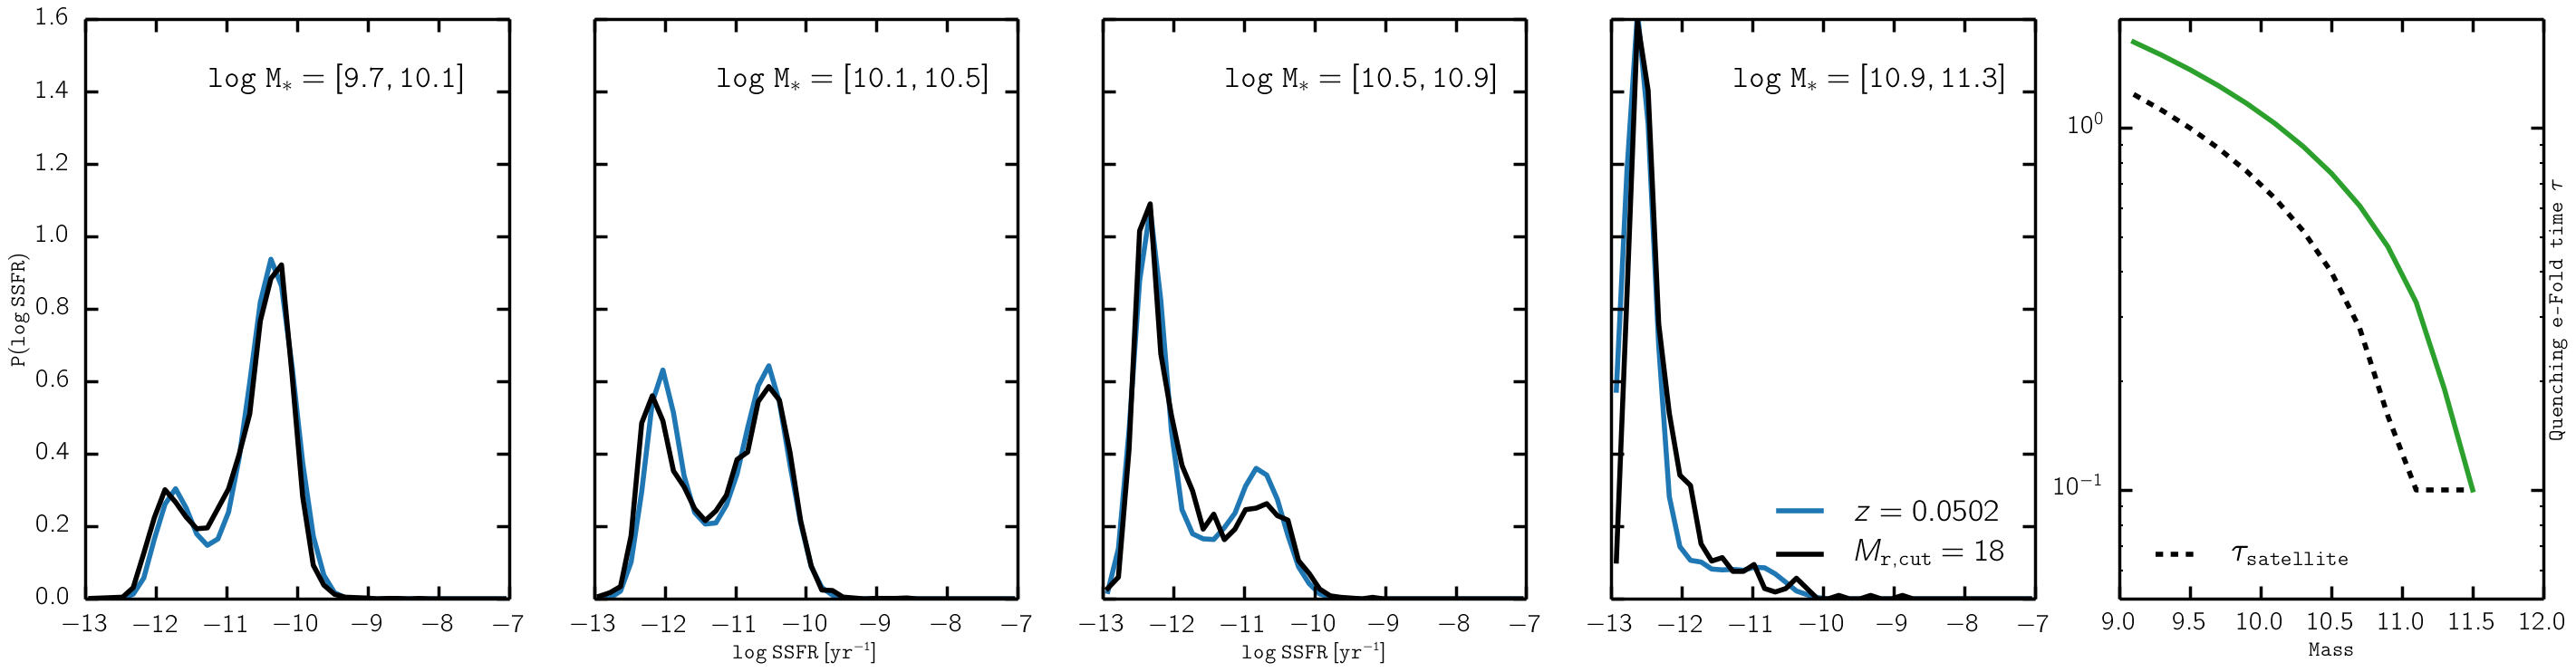 log M* = [9.7, 10.1]
log M* = [10.1, 10.5]
log M* = [10.5, 10.9]
log M* = [10.9, 11.3]
P(log SSFR)
1.6
1.4
1.2
1.0
0.8
0.6
0.4
0.2
0.0
−13 −12 −11 −10 −9 −8 −7
−13 −12 −11 −10 −9 −8 −7
log SSFR [yr⁻¹]
−13 −12 −11 −10 −9 −8 −7
log SSFR [yr⁻¹]
z = 0.0502
M_r,cut = 18
−13 −12 −11 −10 −9 −8 −7
10⁰
10⁻¹
τ_satellite
9.0 9.5 10.0 10.5 11.0 11.5 12.0
Mass
Quenching e-Fold time τ